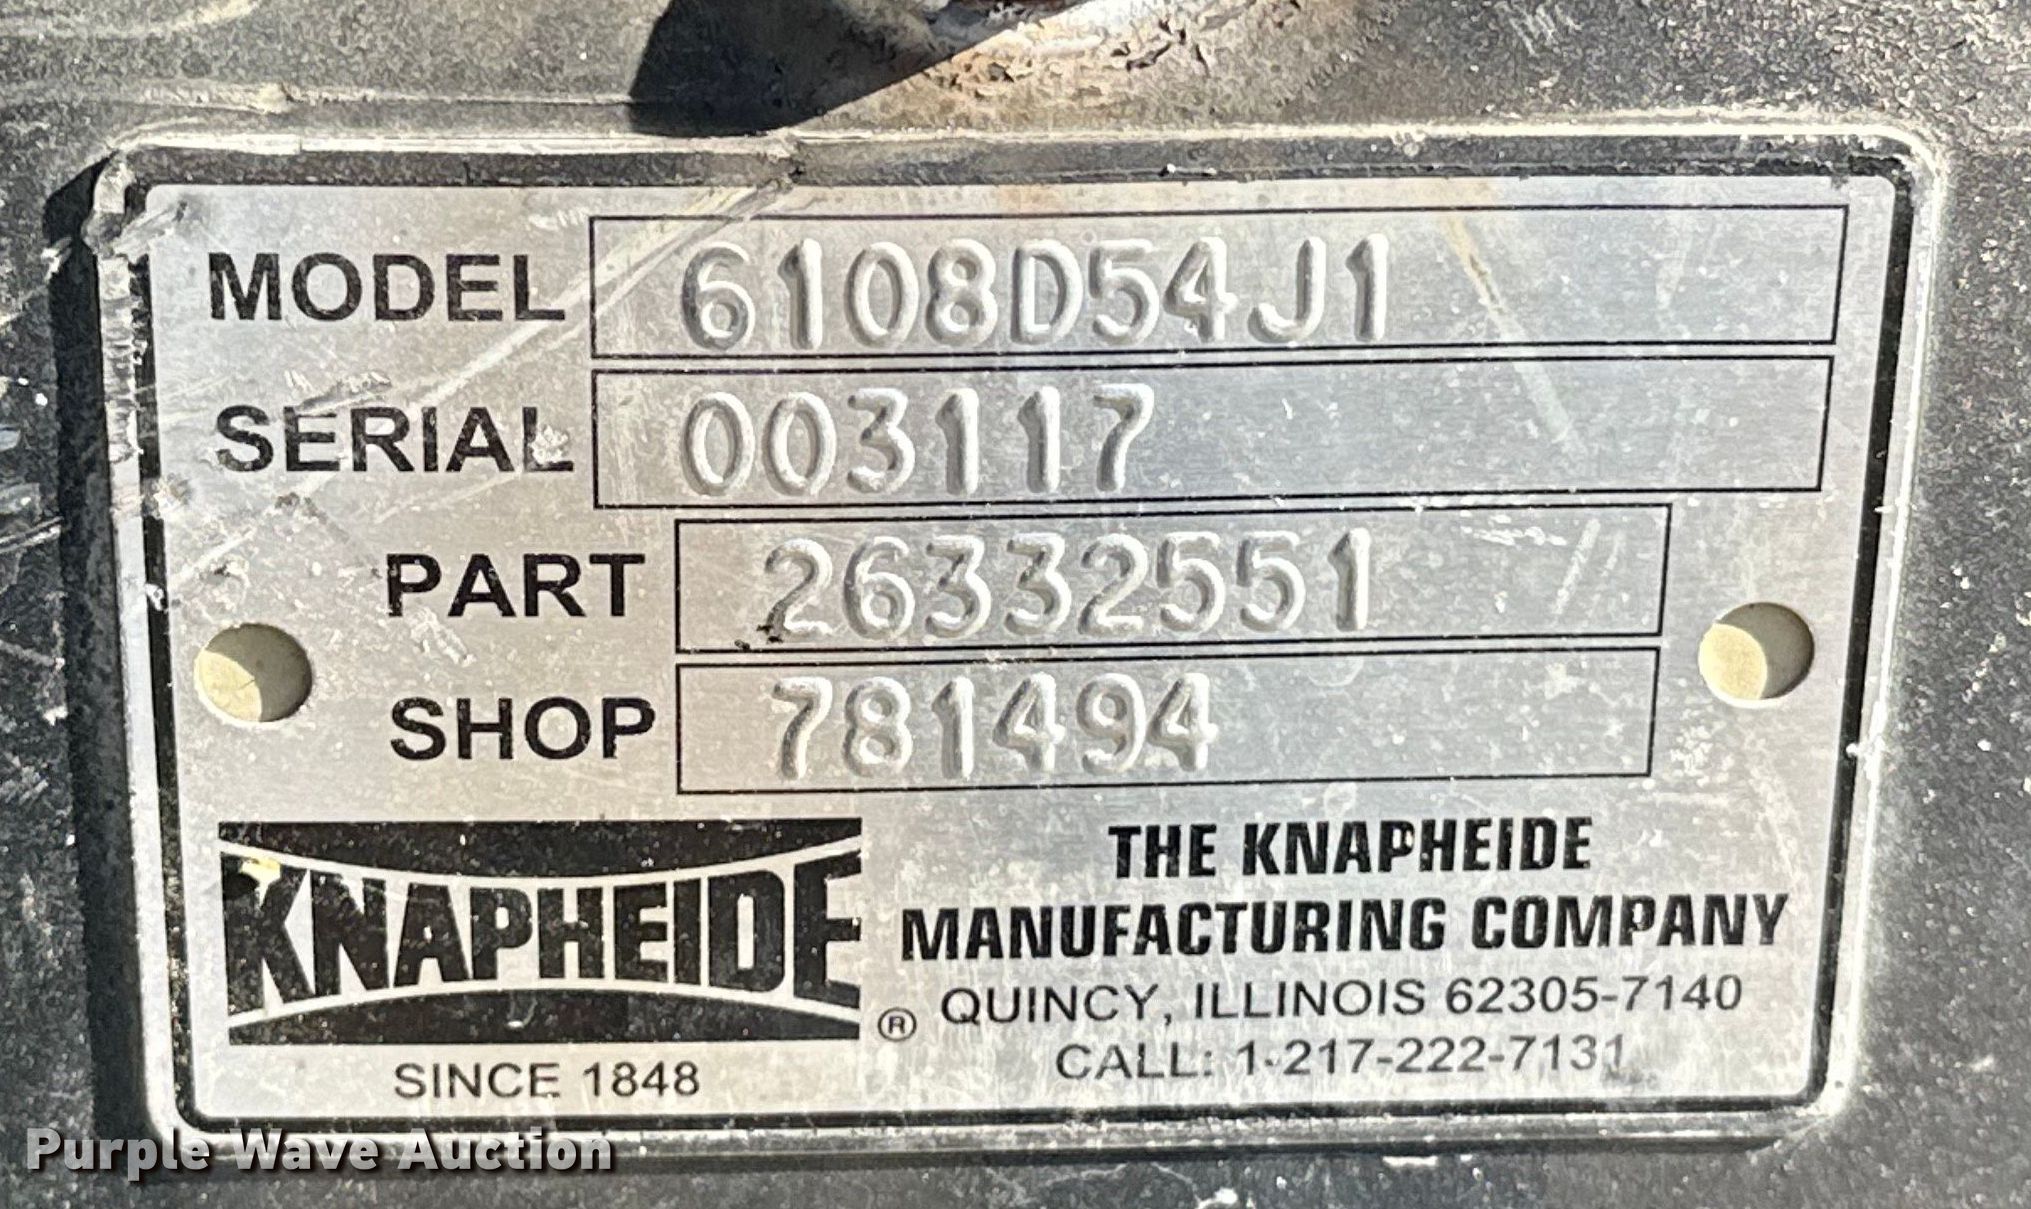 MODEL 6108D54J1
SERIAL 003117
PART 26332551
SHOP 781494
KNAPHEIDE ®
SINCE 1848
THE KNAPHEIDE
MANUFACTURING COMPANY
QUINCY, ILLINOIS 62305-7140
CALL: 1-217-222-7131
Purple Wave Auction